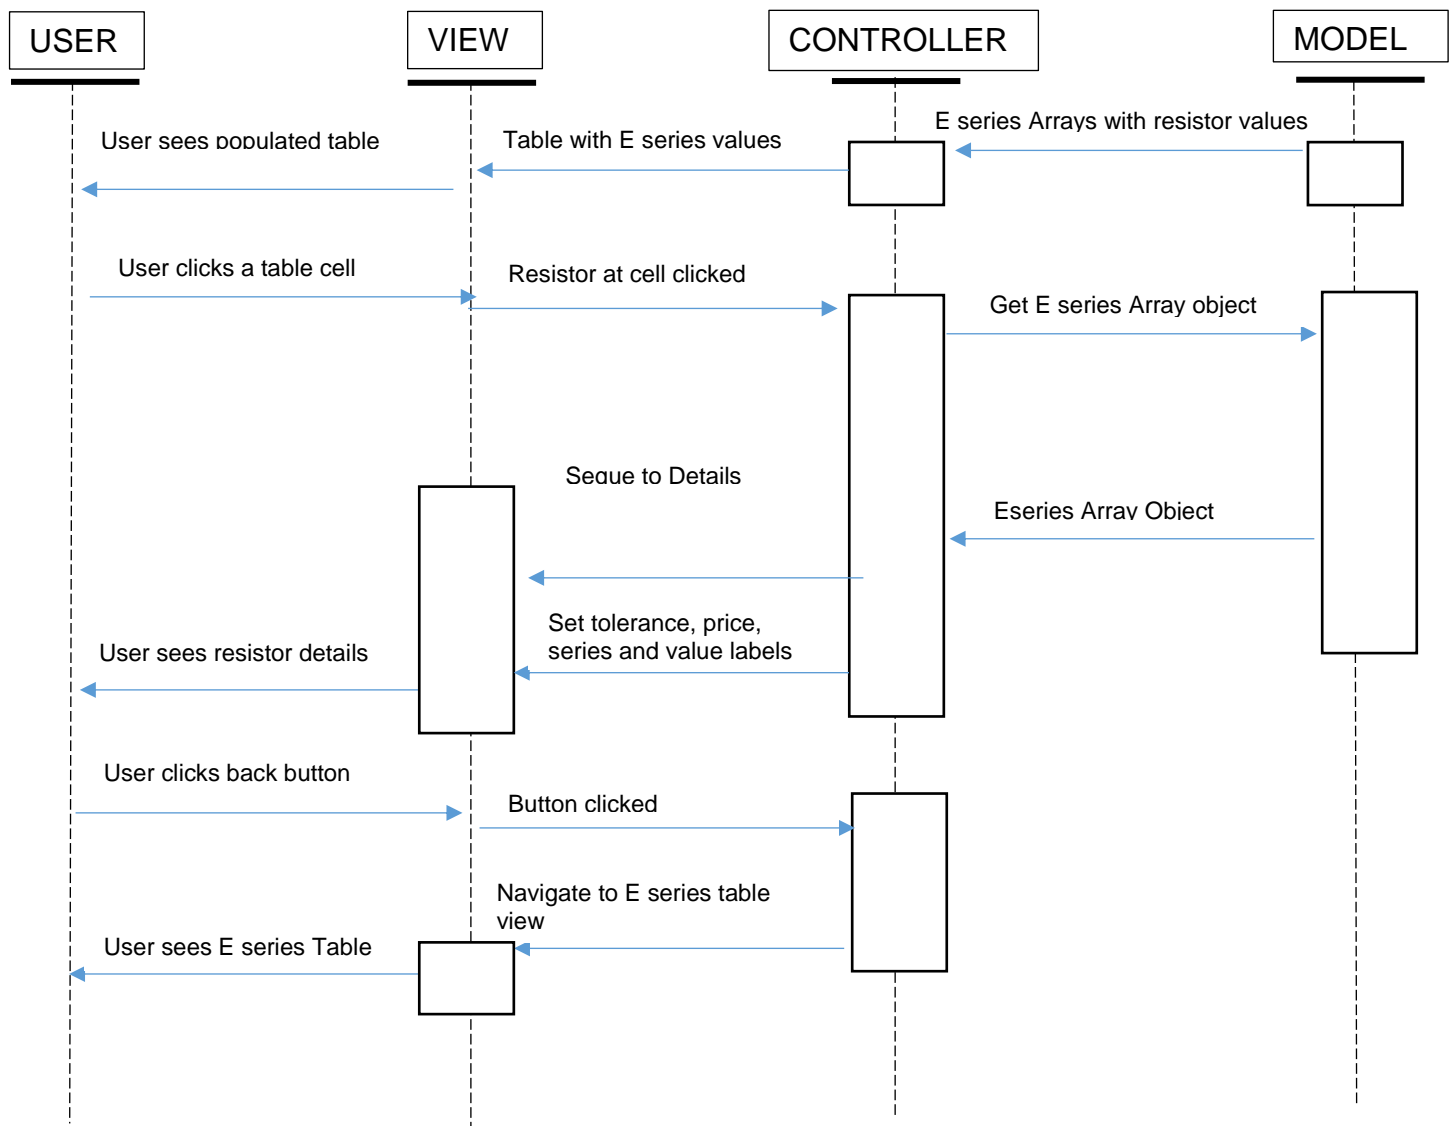 USER
VIEW
CONTROLLER
MODEL
User sees populated table
Table with E series values
E series Arrays with resistor values
User clicks a table cell
Resistor at cell clicked
Get E series Array object
Segue to Details
Eseries Array Object
Set tolerance, price,
series and value labels
User sees resistor details
User clicks back button
Button clicked
Navigate to E series table
view
User sees E series Table